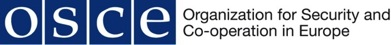 osce Organization for Security and
Co-operation in Europe